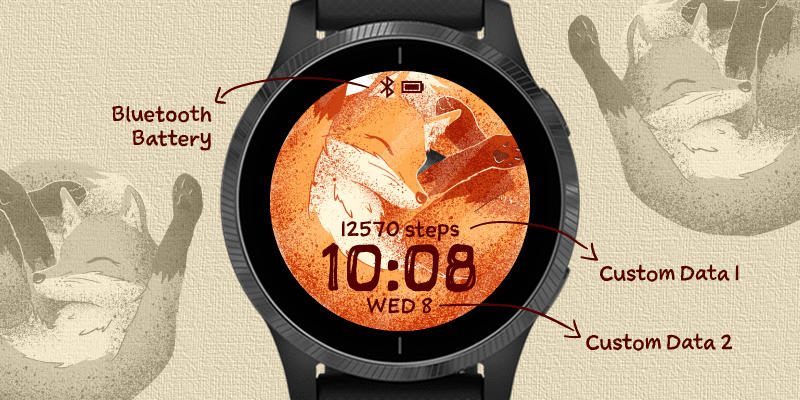 Bluetooth
Battery
12570 steps
10:08
WED 8
Custom Data 1
Custom Data 2